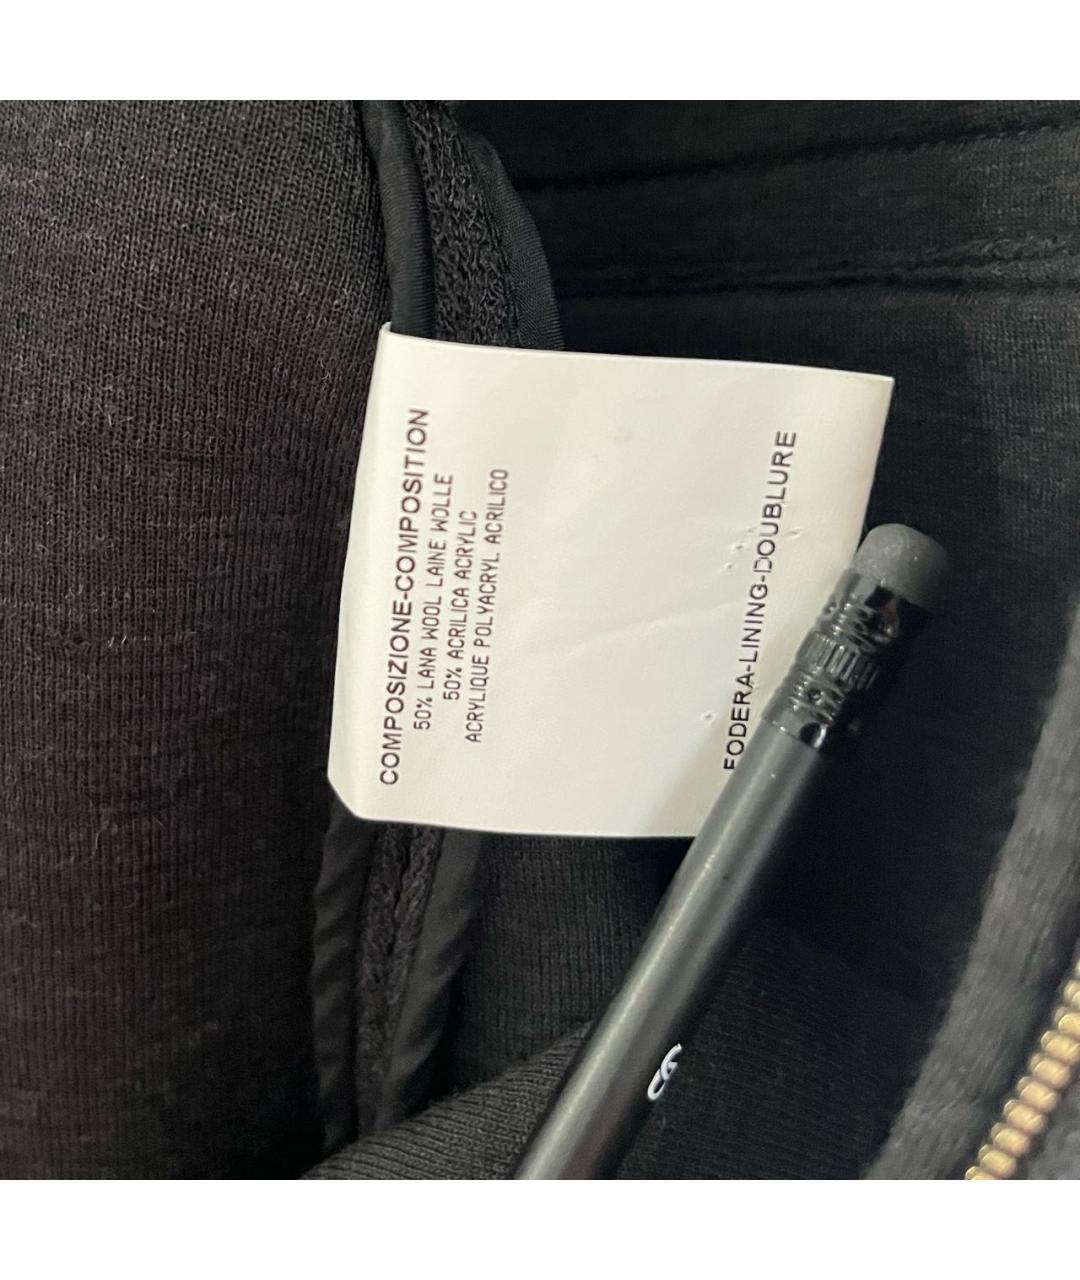 COMPOSIZIONE-COMPOSITION
50% LANA WOOL LAINE WOLLE
50% ACRILICA ACRYLIC
ACRYLIQUE POLYACRYL ACRILICO
FODERA-LINING-DOUBLURE